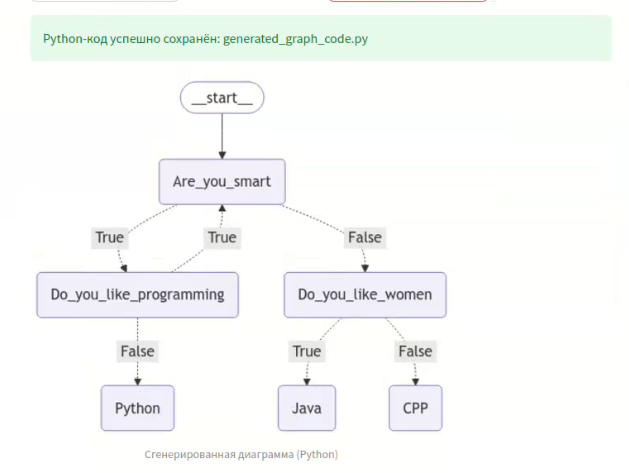 Python-код успешно сохранён: generated_graph_code.py
__start__
Are_you_smart
True
True
False
Do_you_like_programming
Do_you_like_women
False
True
False
Python
Java
CPP
Сгенерированная диаграмма (Python)